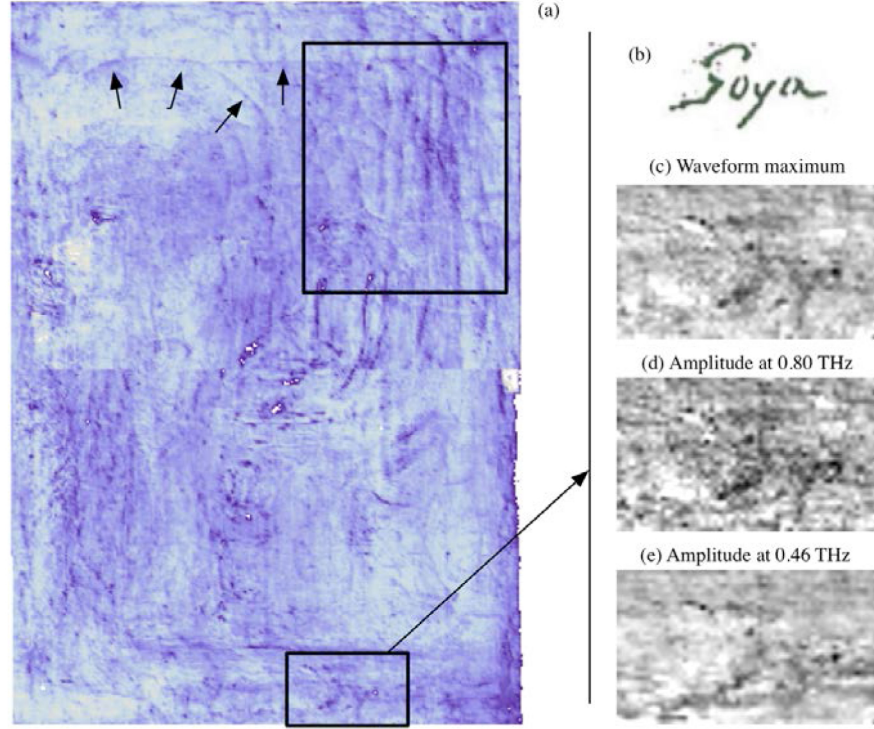 (a)
(b)
Goya
(c) Waveform maximum
(d) Amplitude at 0.80 THz
(e) Amplitude at 0.46 THz